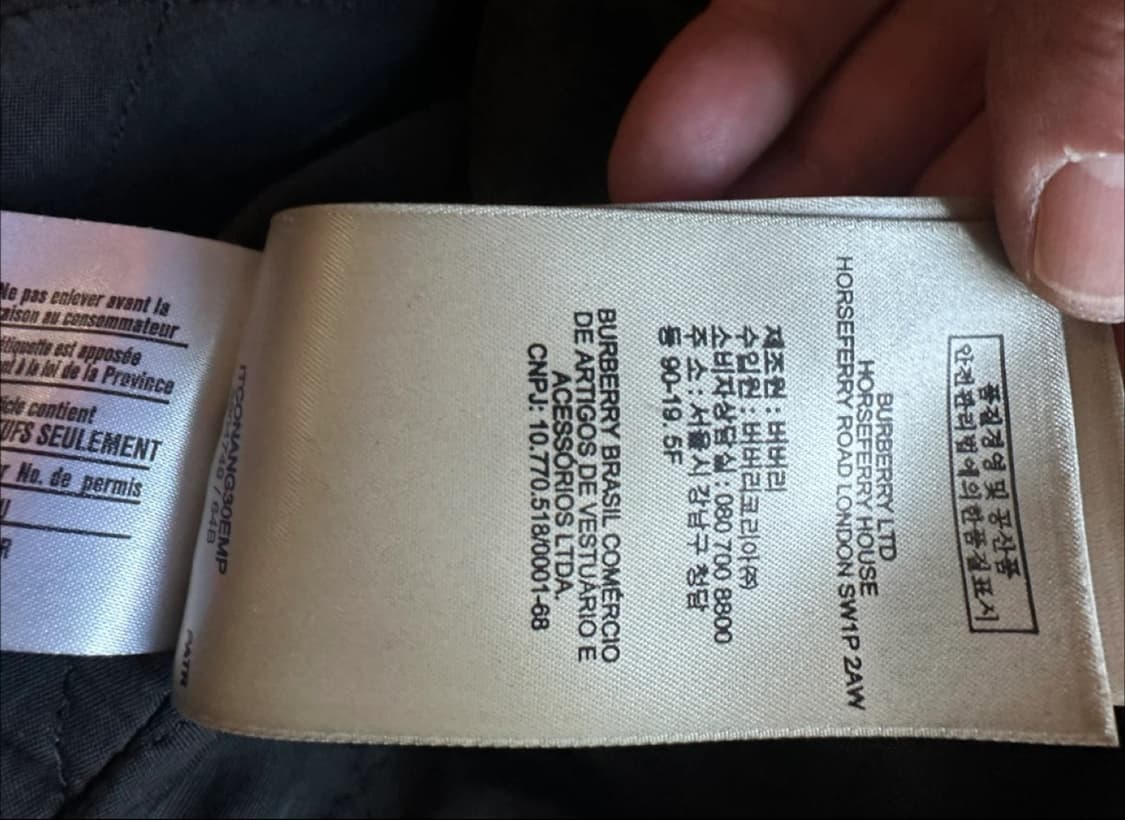 품질경영 및 공산품
안전관리법에의한품질표시
BURBERRY LTD
HORSEFERRY HOUSE
HORSEFERRY ROAD LONDON SW1P 2AW
제조원 : 버버리
수입원 : 버버리코리아(주)
소비자상담실 : 080 700 8800
주 소 : 서울시 강남구 청담
동 90-19. 5F
BURBERRY BRASIL COMÉRCIO
DE ARTIGOS DE VESTUÁRIO E
ACESSÓRIOS LTDA.
CNPJ: 10.770.518/0001-68
ITCONNANG30EMP
Ne pas enlever avant la
aison au consommateur
étiquette est apposée
nt à la loi de la Province
icle contient
UFS SEULEMENT
r No. de permis